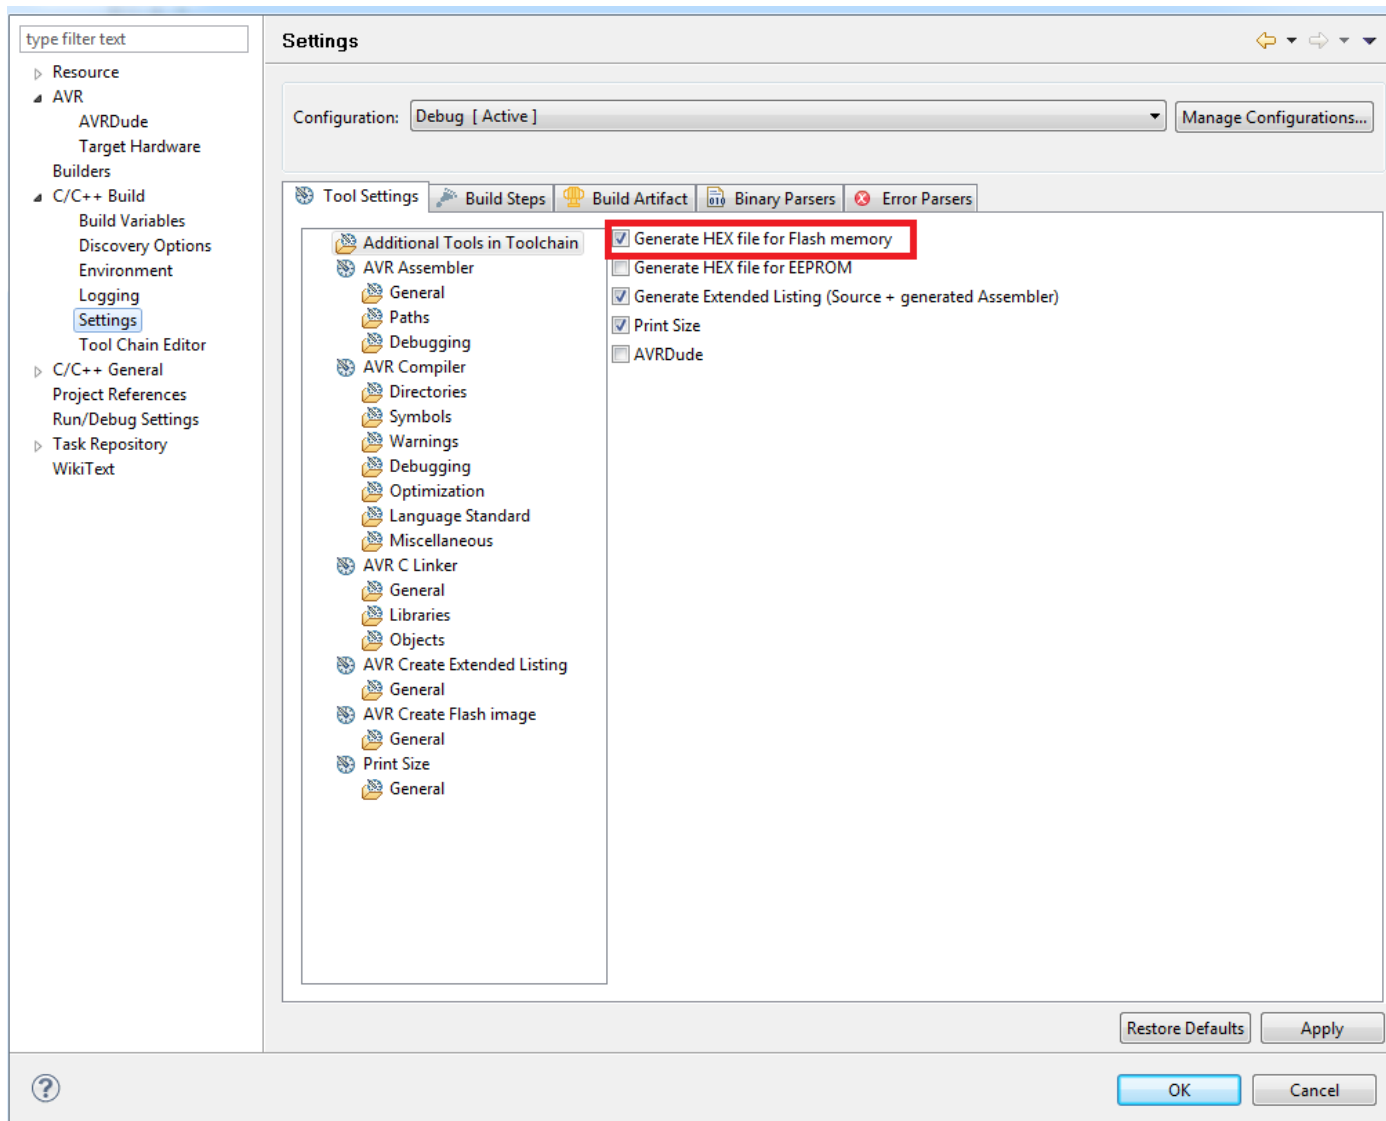 type filter text
Resource
AVR
AVRDude
Target Hardware
Builders
C/C++ Build
Build Variables
Discovery Options
Environment
Logging
Settings
Tool Chain Editor
C/C++ General
Project References
Run/Debug Settings
Task Repository
WikiText
Settings
Configuration: Debug [ Active ] Manage Configurations...
Tool Settings Build Steps Build Artifact Binary Parsers Error Parsers
Additional Tools in Toolchain
AVR Assembler
General
Paths
Debugging
AVR Compiler
Directories
Symbols
Warnings
Debugging
Optimization
Language Standard
Miscellaneous
AVR C Linker
General
Libraries
Objects
AVR Create Extended Listing
General
AVR Create Flash image
General
Print Size
General
Generate HEX file for Flash memory
Generate HEX file for EEPROM
Generate Extended Listing (Source + generated Assembler)
Print Size
AVRDude
Restore Defaults Apply
OK Cancel